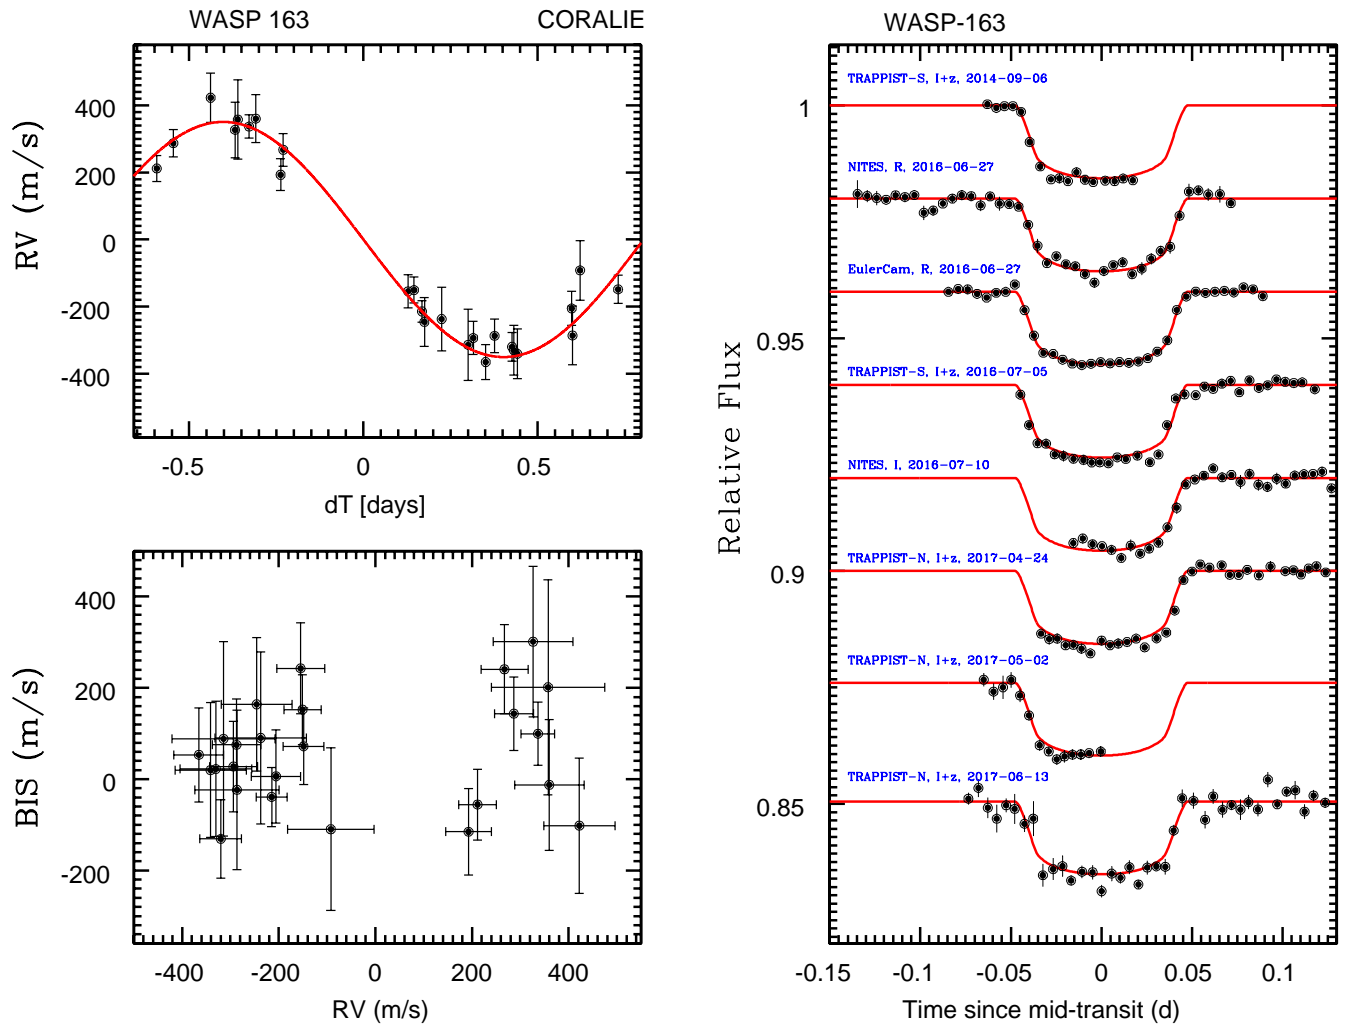 WASP 163
CORALIE
RV (m/s)
400
200
0
-200
-400
-0.5
0
0.5
dT [days]
BIS (m/s)
400
200
0
-200
-400
-200
0
200
400
RV (m/s)
WASP-163
Relative Flux
1
0.95
0.9
0.85
TRAPPIST-S, I+z, 2014-09-06
NITES, R, 2016-06-27
EulerCam, R, 2016-06-27
TRAPPIST-S, I+z, 2016-07-05
NITES, I, 2016-07-10
TRAPPIST-N, I+z, 2017-04-24
TRAPPIST-N, I+z, 2017-05-02
TRAPPIST-N, I+z, 2017-06-13
-0.15
-0.1
-0.05
0
0.05
0.1
Time since mid-transit (d)